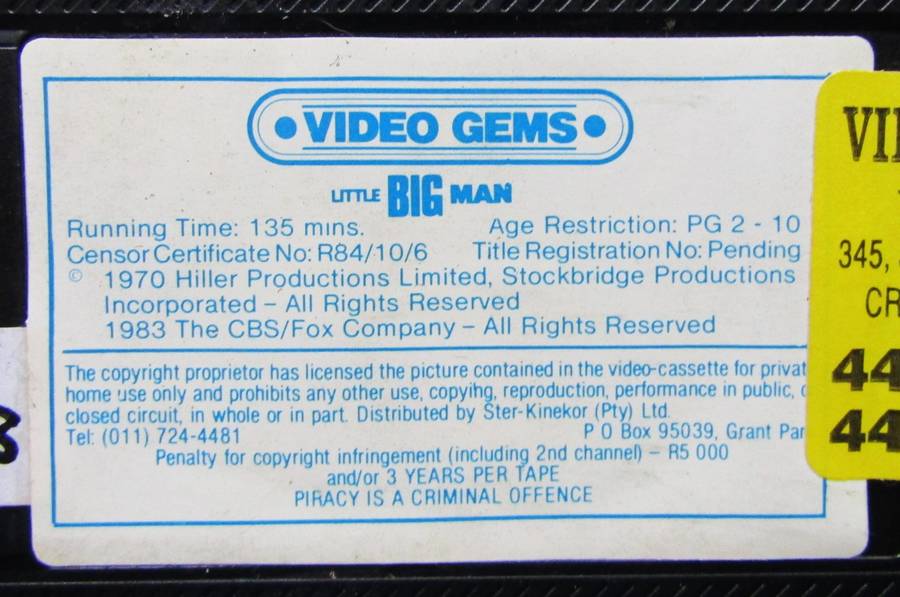 VIDEO GEMS
LITTLE BIG MAN
Running Time: 135 mins. Age Restriction: PG 2 - 10
Censor Certificate No: R84/10/6 Title Registration No: Pending
© 1970 Hiller Productions Limited, Stockbridge Productions
Incorporated – All Rights Reserved
1983 The CBS/Fox Company – All Rights Reserved
The copyright proprietor has licensed the picture contained in the video-cassette for privat
home use only and prohibits any other use, copying, reproduction, performance in public,
closed circuit, in whole or in part. Distributed by Ster-Kinekor (Pty) Ltd.
Tel: (011) 724-4481 P O Box 95039, Grant Par
Penalty for copyright infringement (including 2nd channel) – R5 000
and/or 3 YEARS PER TAPE
PIRACY IS A CRIMINAL OFFENCE
VI
345,
CR
44
44
8